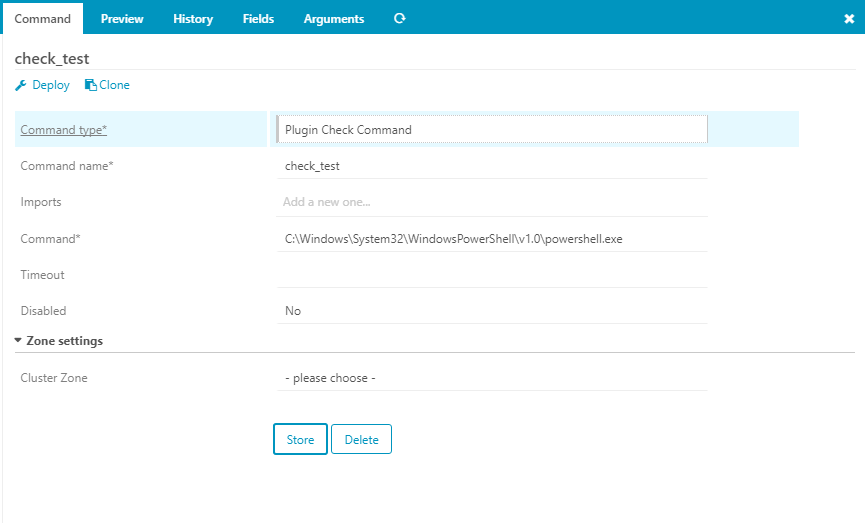 Command Preview History Fields Arguments
check_test
Deploy Clone
Command type* Plugin Check Command
Command name* check_test
Imports Add a new one...
Command* C:\Windows\System32\WindowsPowerShell\v1.0\powershell.exe
Timeout
Disabled No
Zone settings
Cluster Zone - please choose -
Store Delete